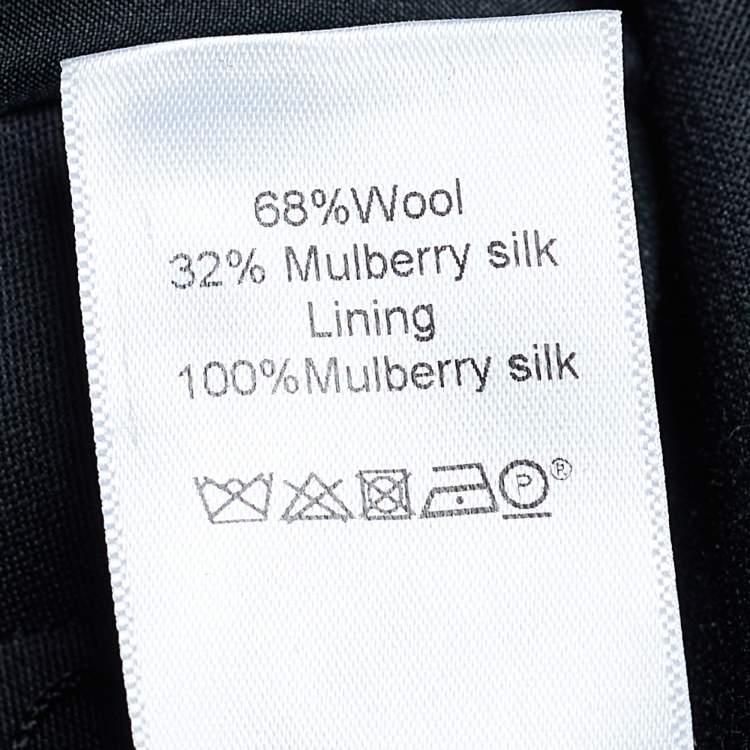 68%Wool
32% Mulberry silk
Lining
100%Mulberry silk
P ®